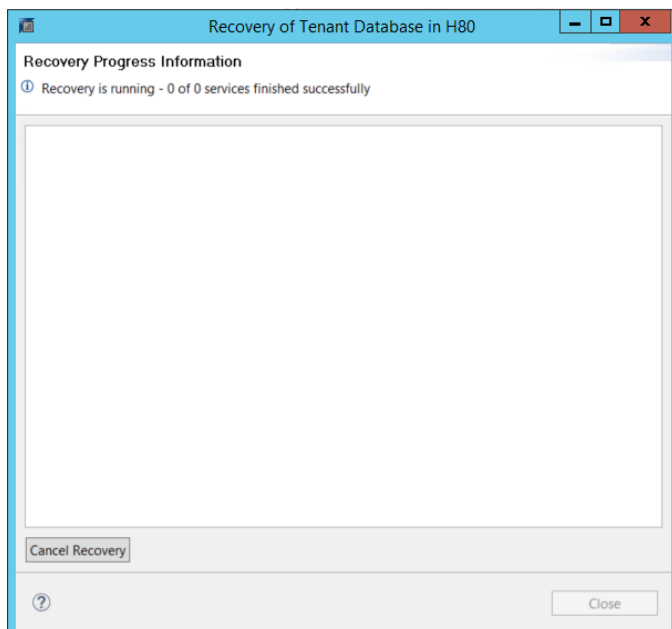 Recovery of Tenant Database in H80
Recovery Progress Information
Recovery is running - 0 of 0 services finished successfully
Cancel Recovery
Close